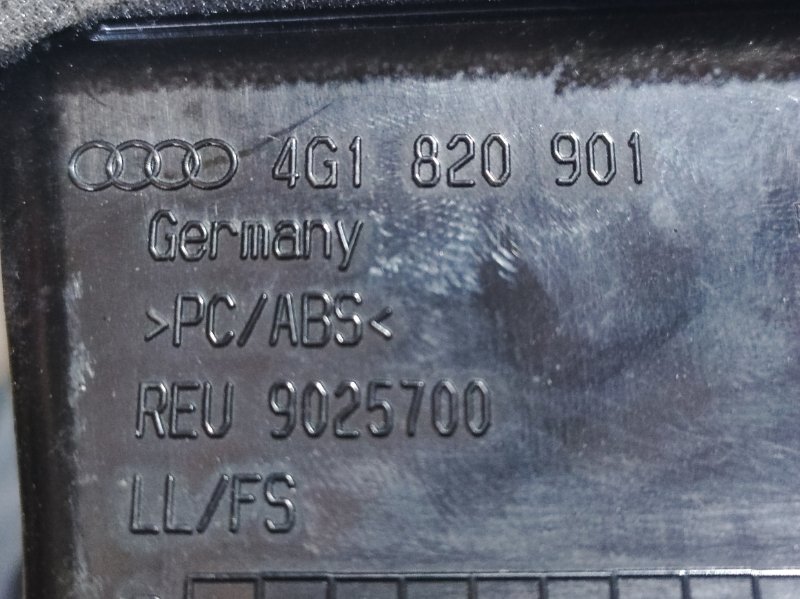 4G1 820 901
Germany
>PC/ABS<
REU 9025700
LL/FS